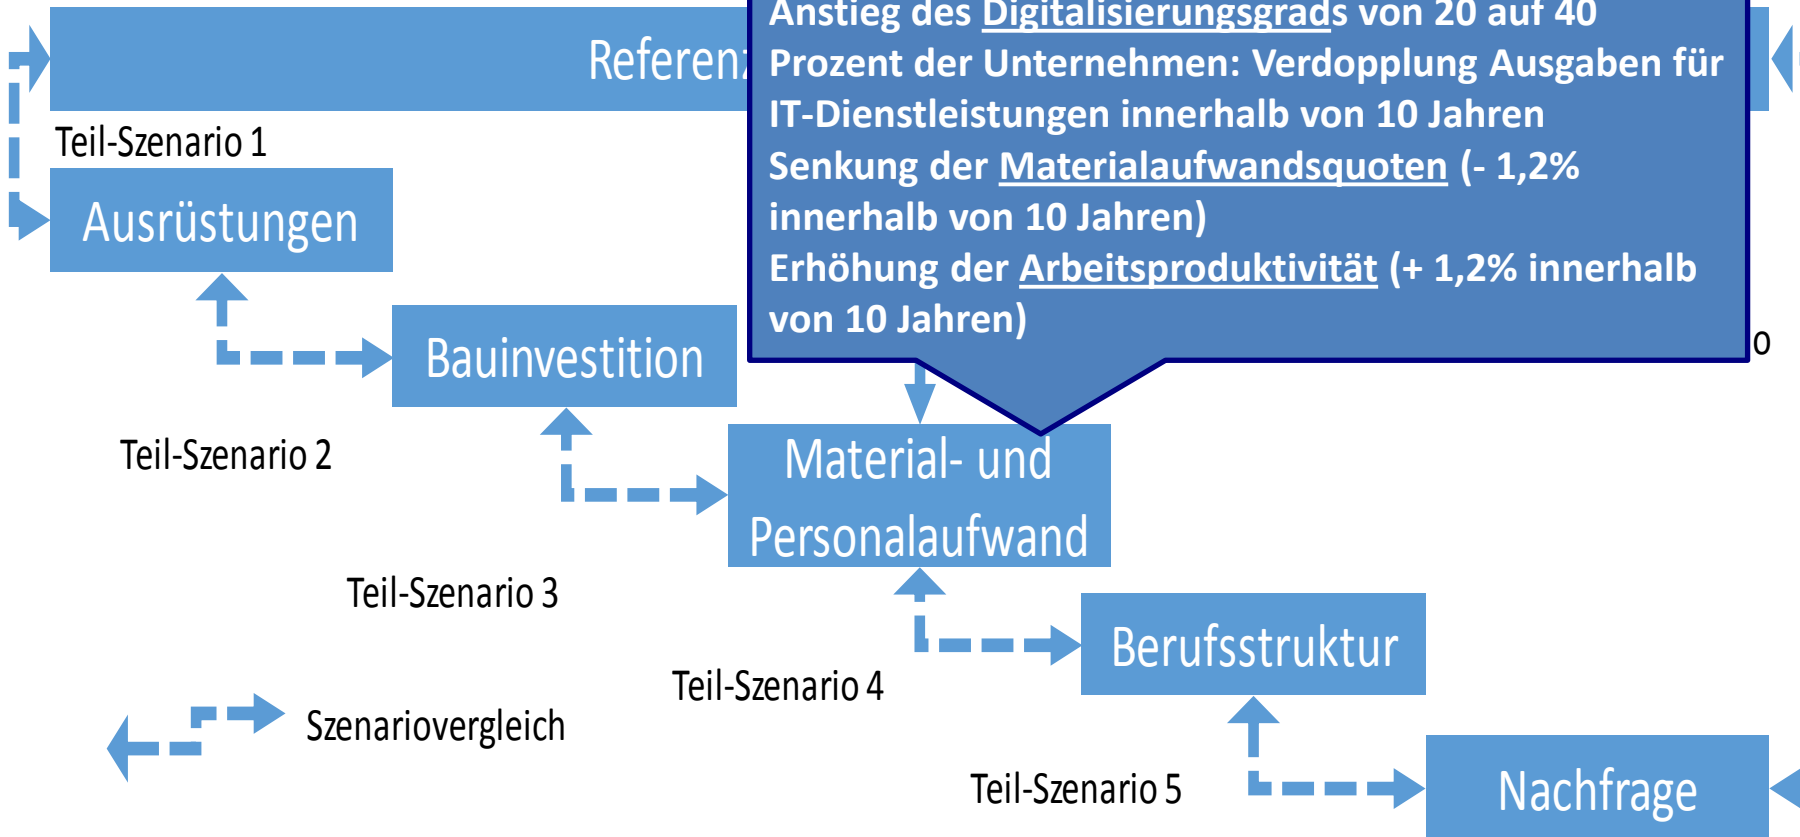 Referenz
Anstieg des Digitalisierungsgrads von 20 auf 40
Prozent der Unternehmen: Verdopplung Ausgaben für
IT-Dienstleistungen innerhalb von 10 Jahren
Senkung der Materialaufwandsquoten (- 1,2%
innerhalb von 10 Jahren)
Erhöhung der Arbeitsproduktivität (+ 1,2% innerhalb
von 10 Jahren)
Teil-Szenario 1
Ausrüstungen
Bauinvestition
Teil-Szenario 2
Material- und
Personalaufwand
Teil-Szenario 3
Berufsstruktur
Teil-Szenario 4
Szenariovergleich
Teil-Szenario 5
Nachfrage